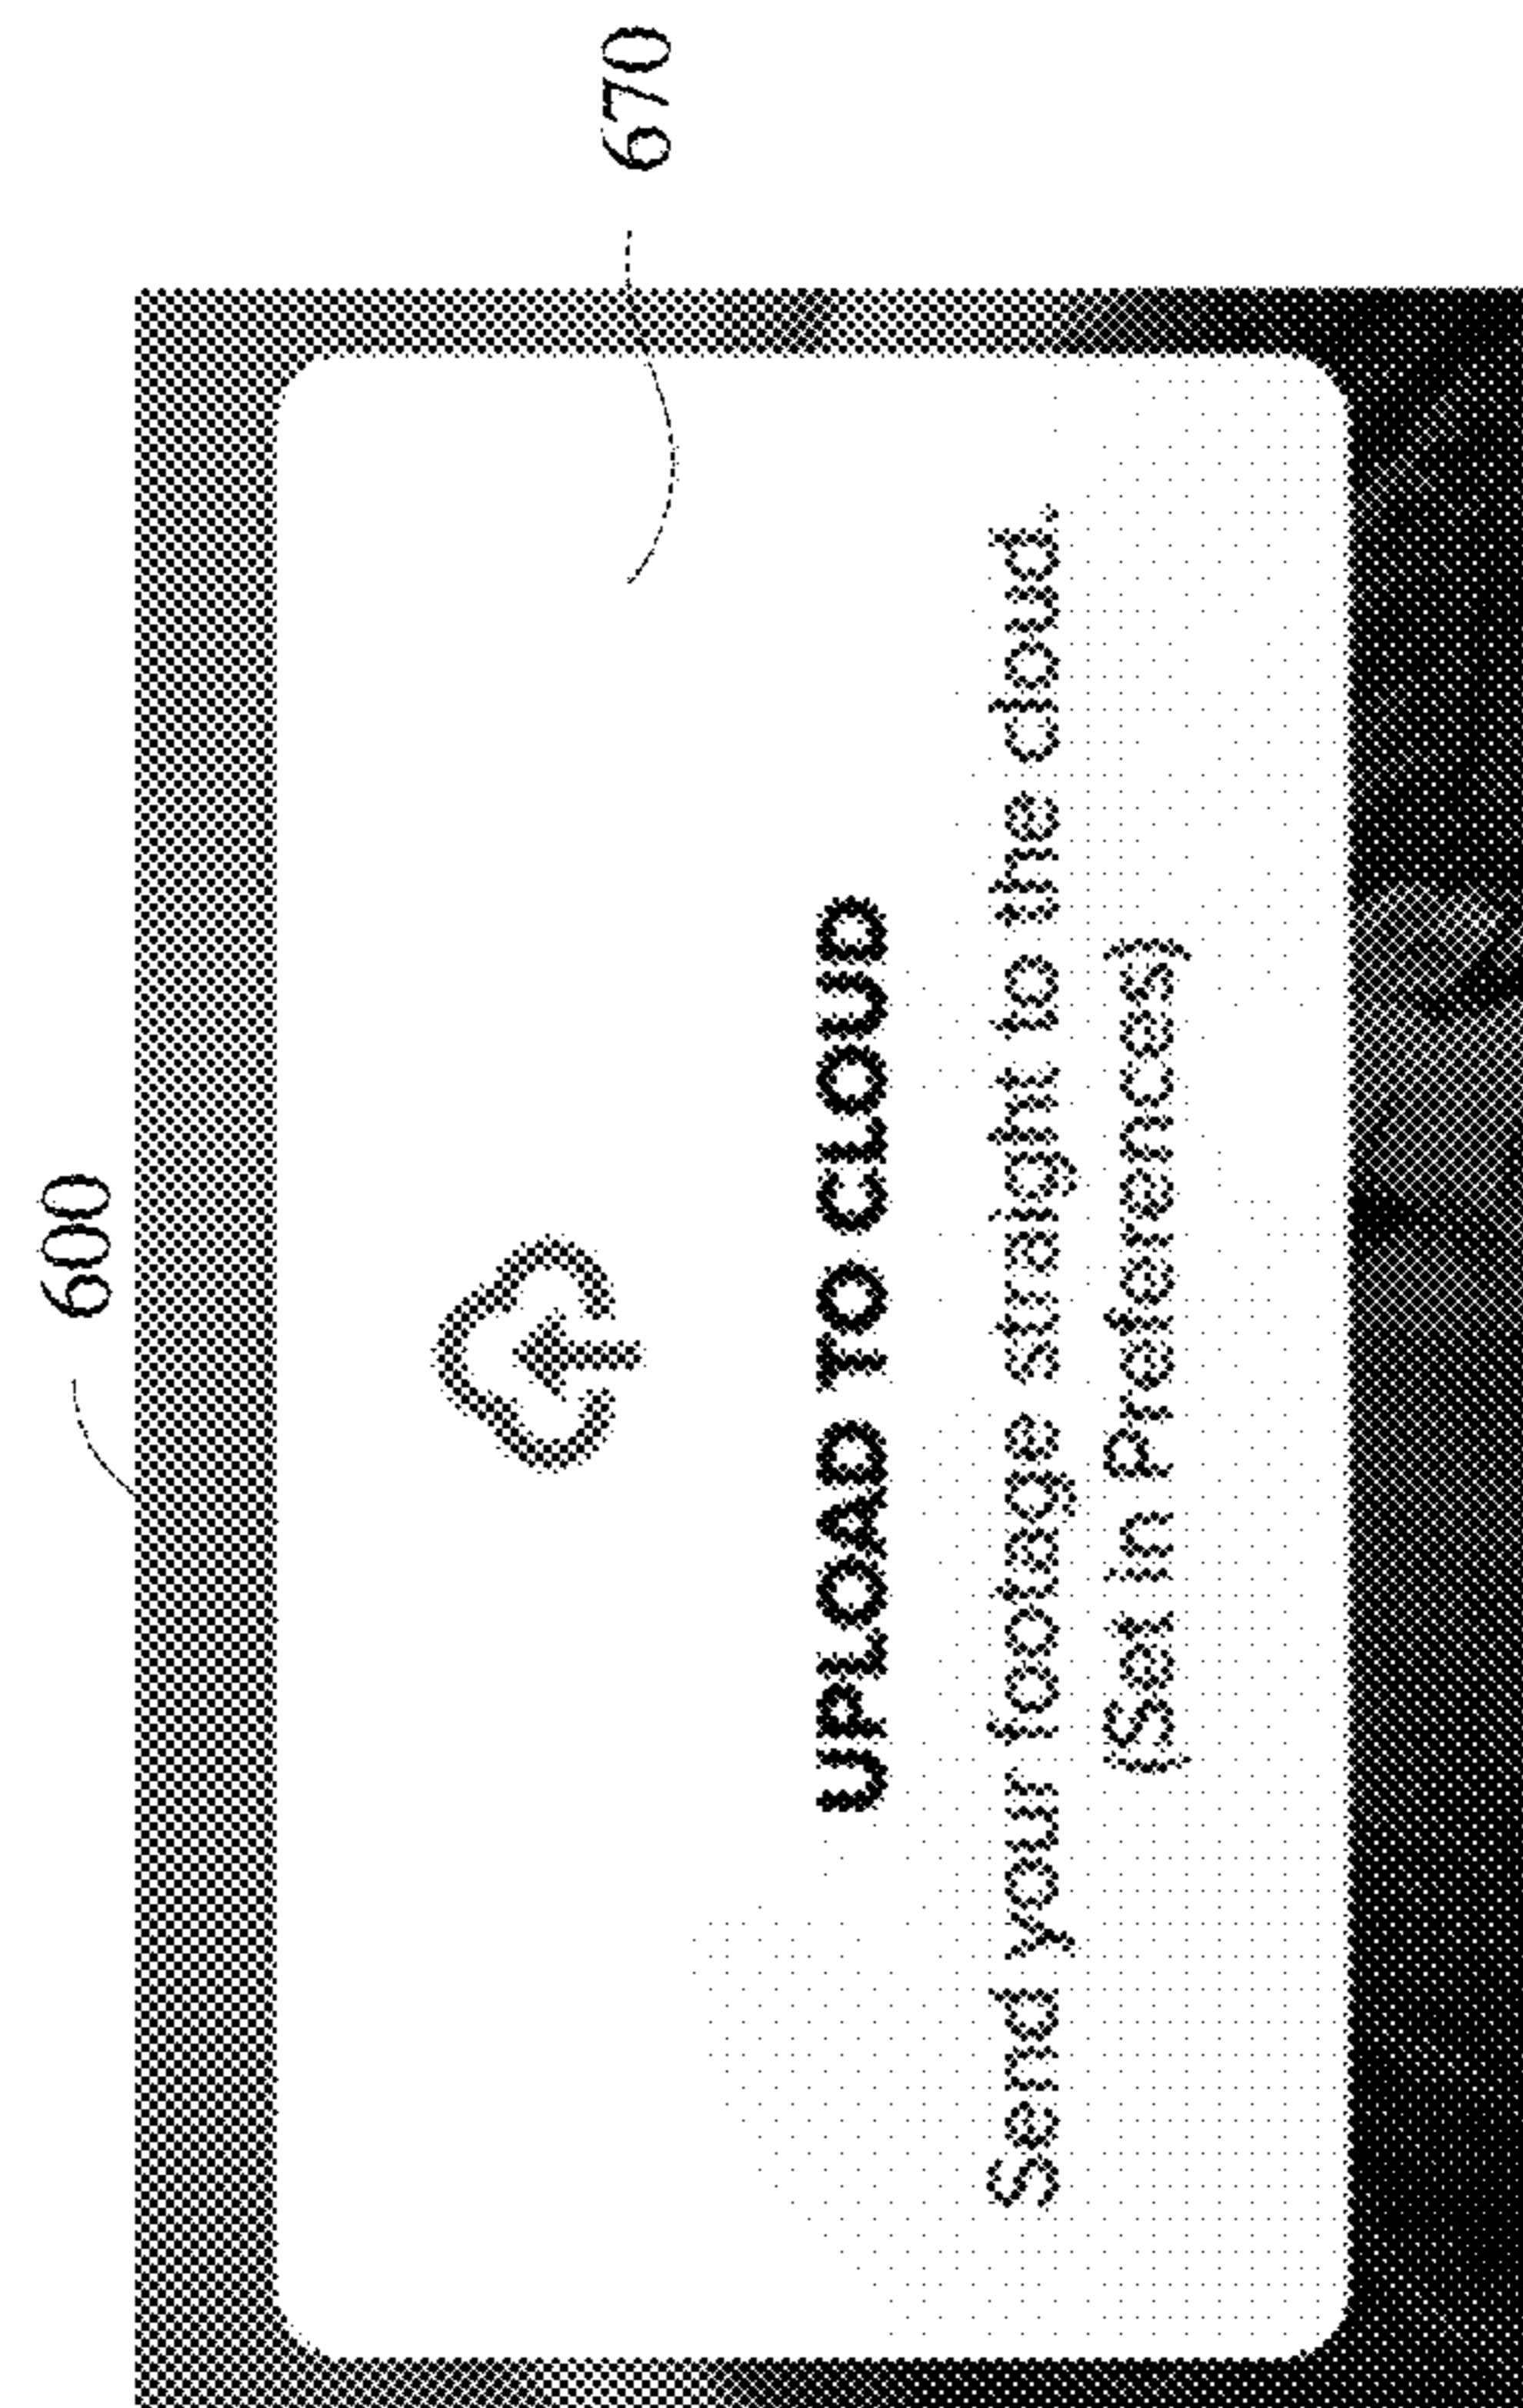 600
670
UPLOAD TO CLOUD
Send your footage straight to the cloud.
(Set in Preferences)